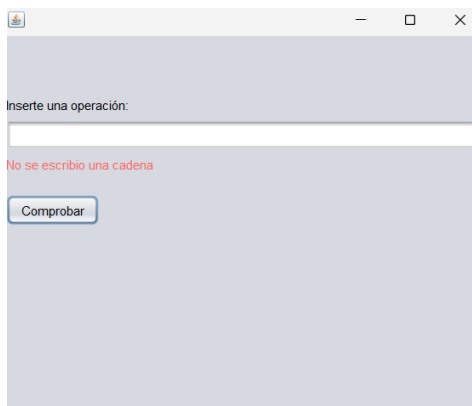 Inserte una operación:
No se escribio una cadena
Comprobar